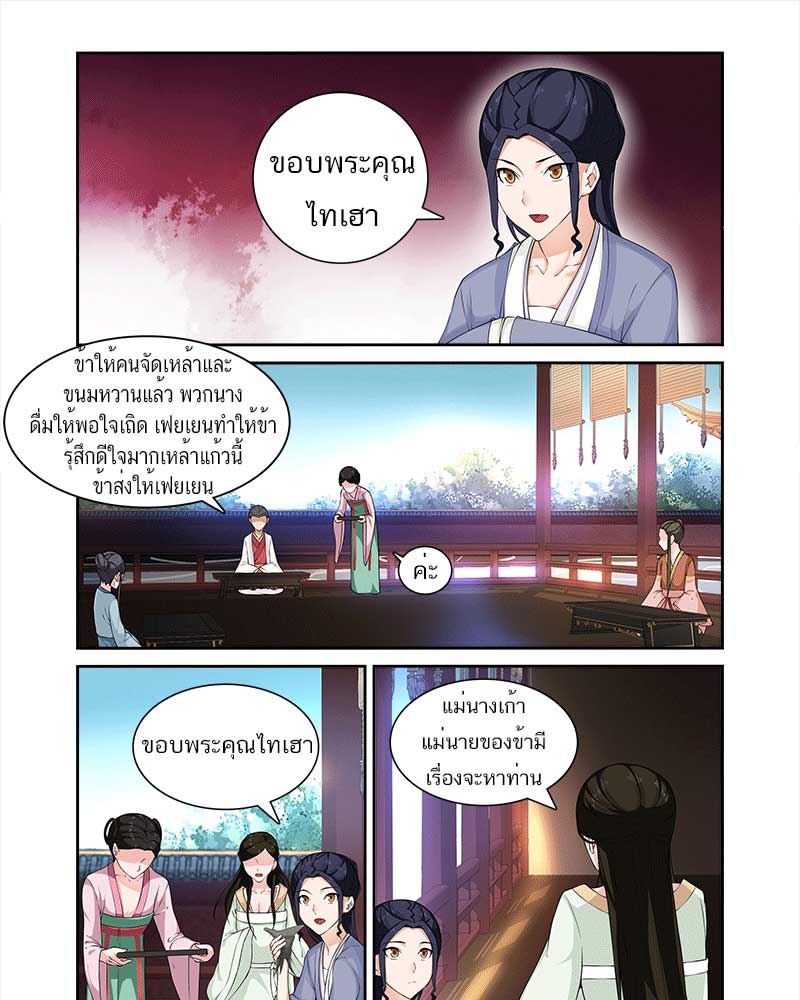 ขอบพระคุณ
ไทเฮา
ข้าให้คนจัดเหล้าและ
ขนมหวานแล้ว พวกนาง
ดื่มให้พอใจเถิด เฟยเยนทำให้ข้า
รู้สึกดีใจมากเหล้าแก้วนี้
ข้าส่งให้เฟยเยน
ค่ะ
ขอบพระคุณไทเฮา
แม่นางเก้า
แม่นายของข้ามี
เรื่องจะหาท่าน